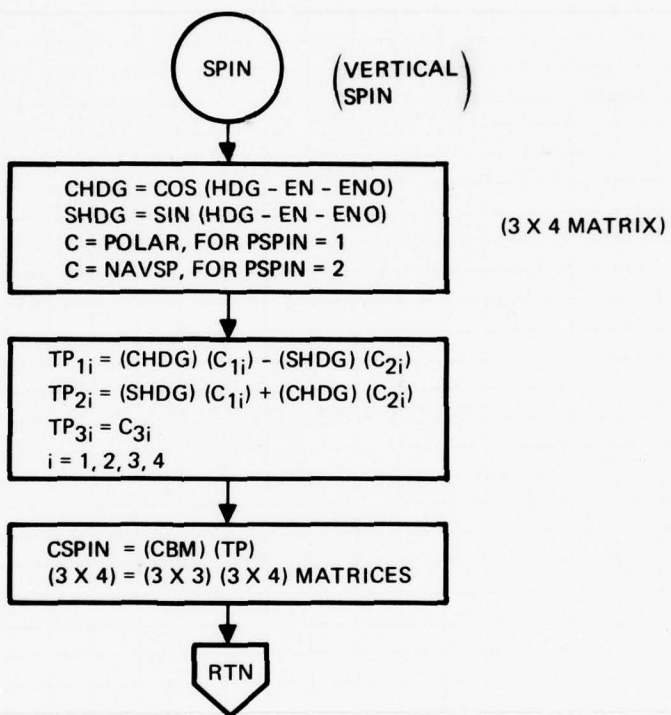 SPIN
(VERTICAL
SPIN)
CHDG = COS (HDG - EN - ENO)
SHDG = SIN (HDG - EN - ENO)
C = POLAR, FOR PSPIN = 1
C = NAVSP, FOR PSPIN = 2
(3 X 4 MATRIX)
TP1i = (CHDG) (C1i) - (SHDG) (C2i)
TP2i = (SHDG) (C1i) + (CHDG) (C2i)
TP3i = C3i
i = 1, 2, 3, 4
CSPIN = (CBM) (TP)
(3 X 4) = (3 X 3) (3 X 4) MATRICES
RTN